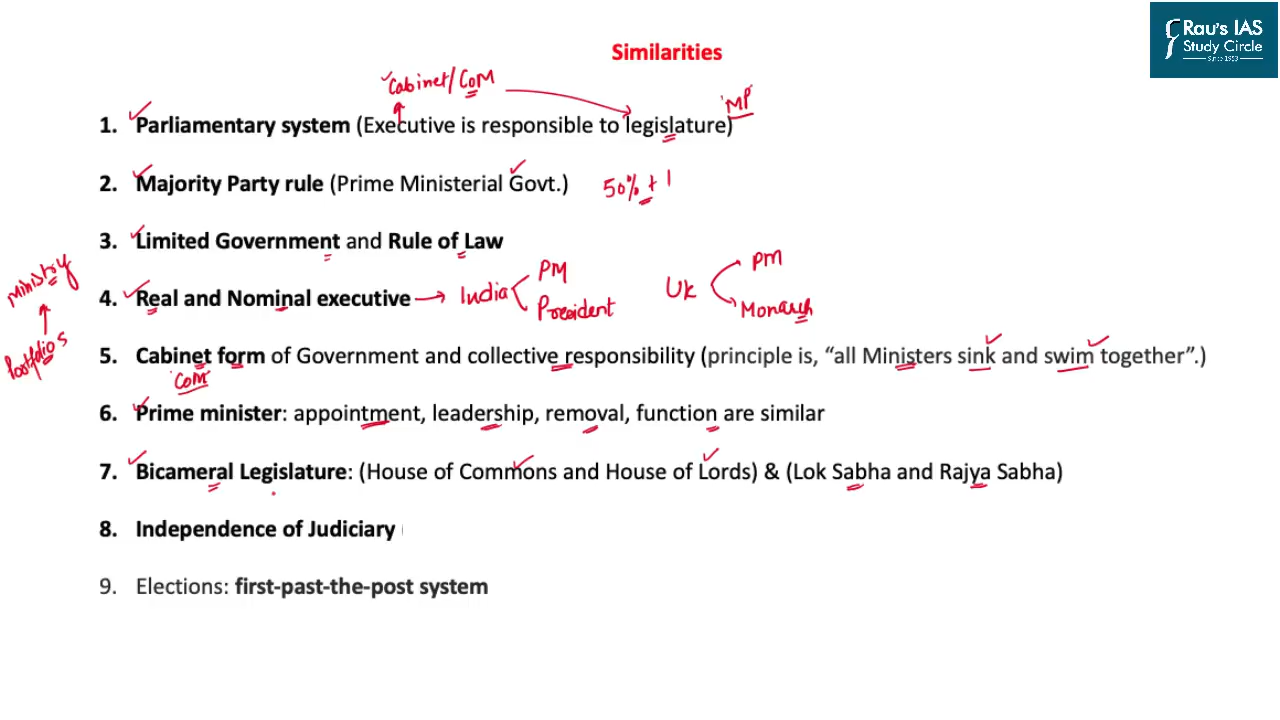 Rau's IAS
Study Circle
Since 1953
Similarities
Cabinet/CoM
'MP'
1. Parliamentary system (Executive is responsible to legislature)
2. Majority Party rule (Prime Ministerial Govt.) 50% + 1
3. Limited Government and Rule of Law
Ministry
Portfolios
4. Real and Nominal executive → India PM President UK PM Monarch
5. Cabinet form of Government and collective responsibility (principle is, “all Ministers sink and swim together”.)
'CoM'
6. Prime minister: appointment, leadership, removal, function are similar
7. Bicameral Legislature: (House of Commons and House of Lords) & (Lok Sabha and Rajya Sabha)
8. Independence of Judiciary (
9. Elections: first-past-the-post system